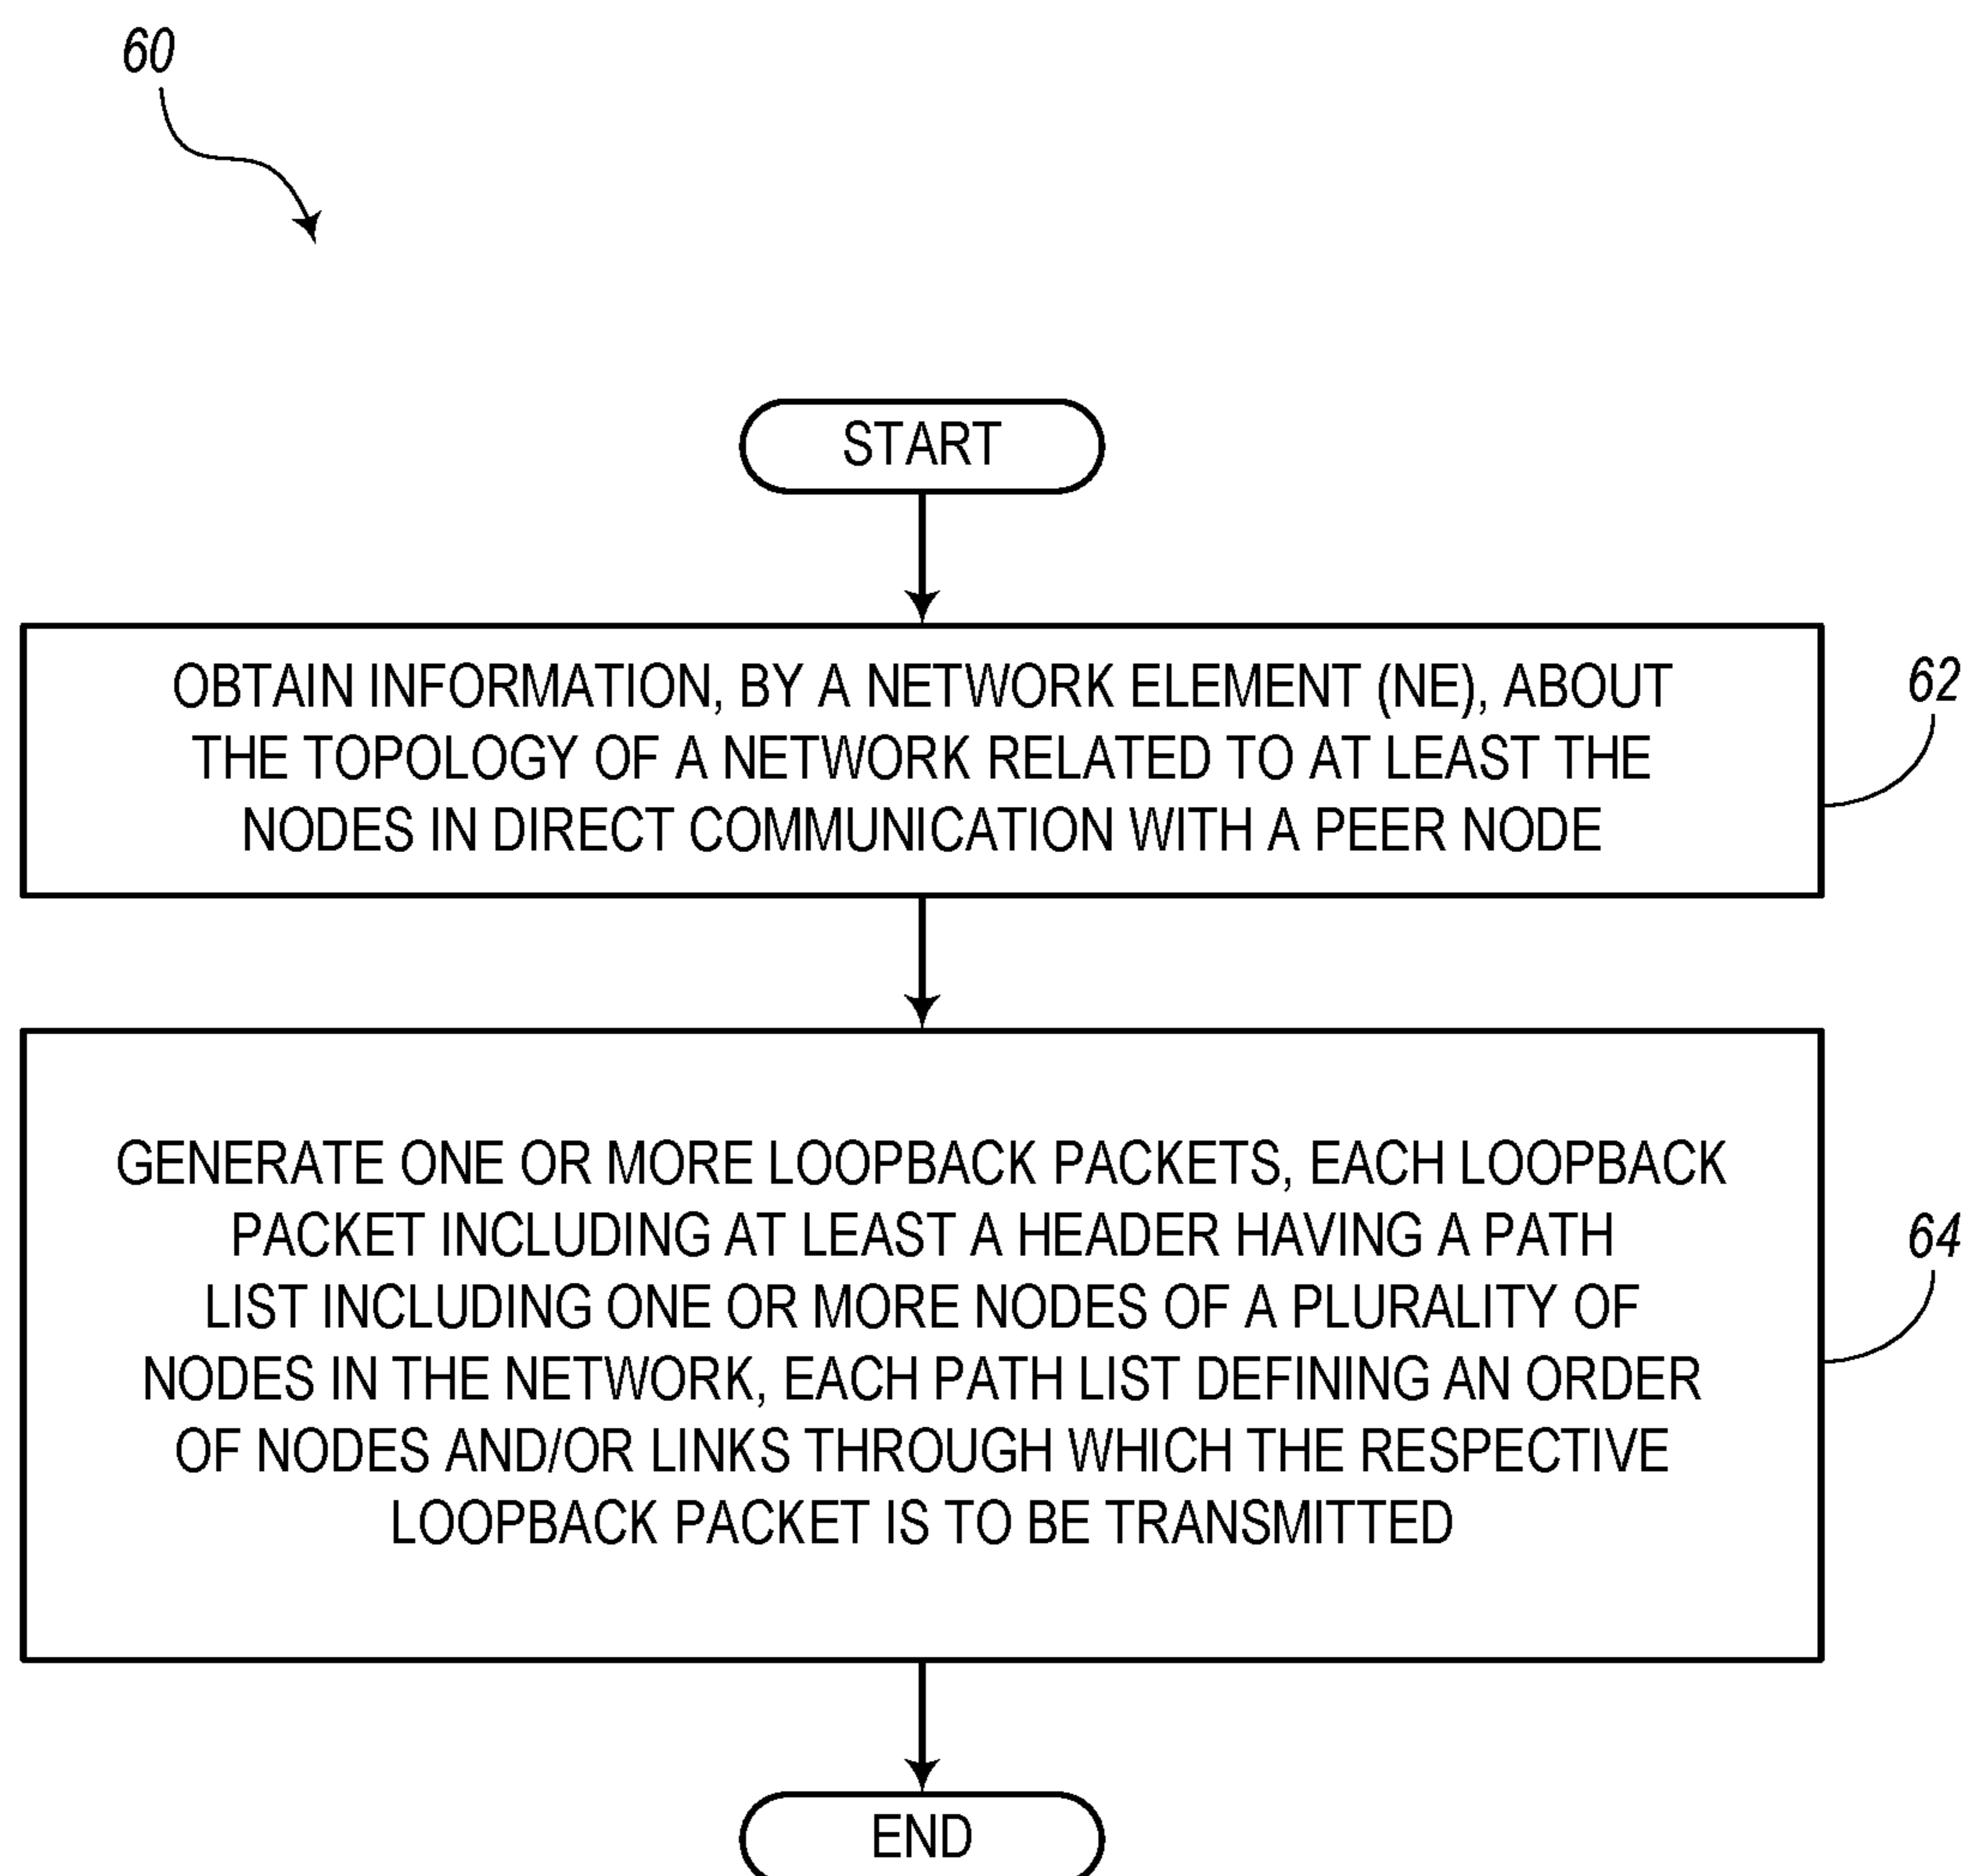 60
START
OBTAIN INFORMATION, BY A NETWORK ELEMENT (NE), ABOUT
THE TOPOLOGY OF A NETWORK RELATED TO AT LEAST THE
NODES IN DIRECT COMMUNICATION WITH A PEER NODE
62
GENERATE ONE OR MORE LOOPBACK PACKETS, EACH LOOPBACK
PACKET INCLUDING AT LEAST A HEADER HAVING A PATH
LIST INCLUDING ONE OR MORE NODES OF A PLURALITY OF
NODES IN THE NETWORK, EACH PATH LIST DEFINING AN ORDER
OF NODES AND/OR LINKS THROUGH WHICH THE RESPECTIVE
LOOPBACK PACKET IS TO BE TRANSMITTED
64
END